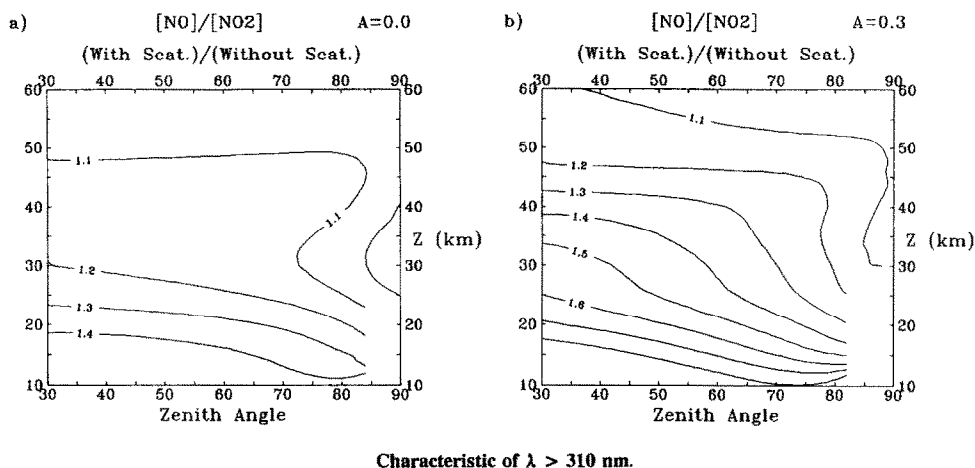 a) [NO]/[NO2] A=0.0
(With Scat.)/(Without Scat.)
30 40 50 60 70 80 90
60 60
50 50
40 40
Z (km)
30 30
20 20
10 10
1.1
1.1
1.2
1.3
1.4
30 40 50 60 70 80 90
Zenith Angle
b) [NO]/[NO2] A=0.3
(With Scat.)/(Without Scat.)
30 40 50 60 70 80 90
60 60
50 50
40 40
Z (km)
30 30
20 20
10 10
1.1
1.2
1.3
1.4
1.5
1.6
30 40 50 60 70 80 90
Zenith Angle
Characteristic of λ > 310 nm.